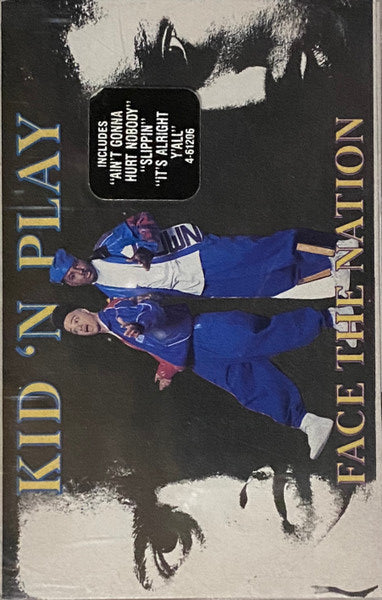 KID 'N PLAY
INCLUDES
"AIN'T GONNA
HURT NOBODY"
"SLIPPIN'"
"IT'S ALRIGHT
Y'ALL"
4-61206
FACE THE NATION